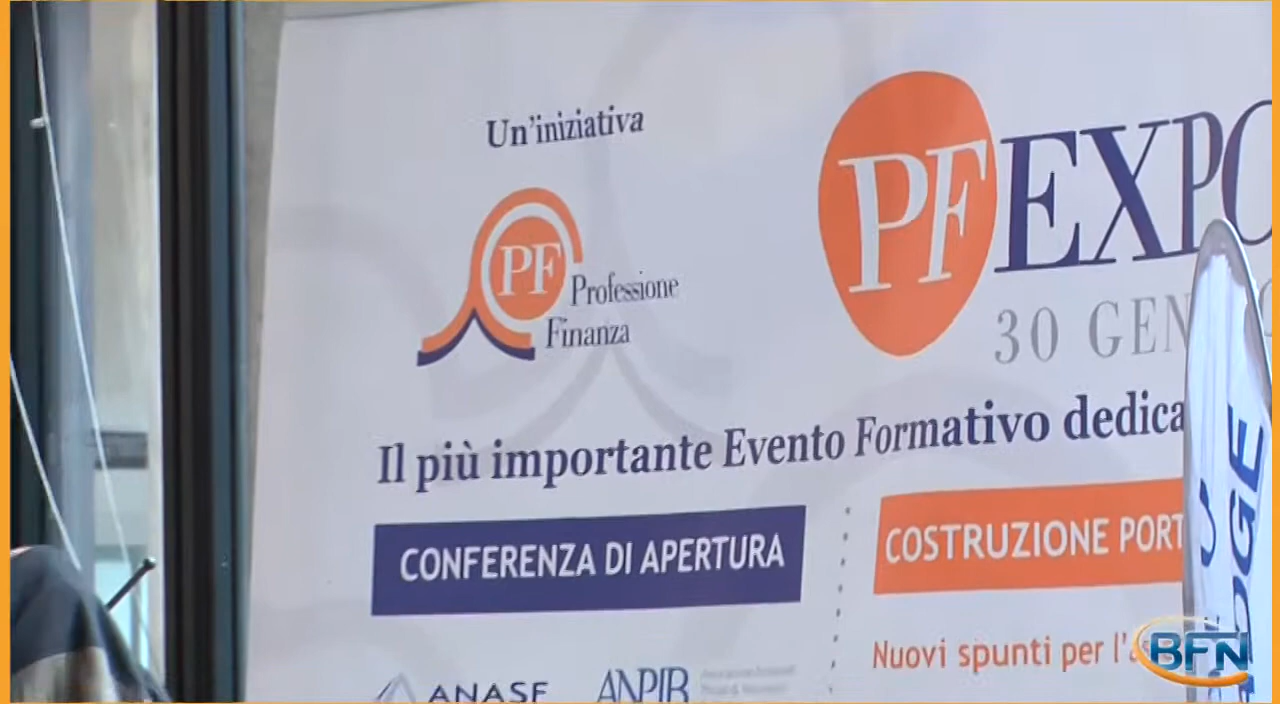 Un'iniziativa
PF
Professione
Finanza
PF EXPO
30 GEN
Il più importante Evento Formativo dedica
CONFERENZA DI APERTURA
COSTRUZIONE PORT
Nuovi spunti per l'
ANASF
ANPIB
DGE
BFN